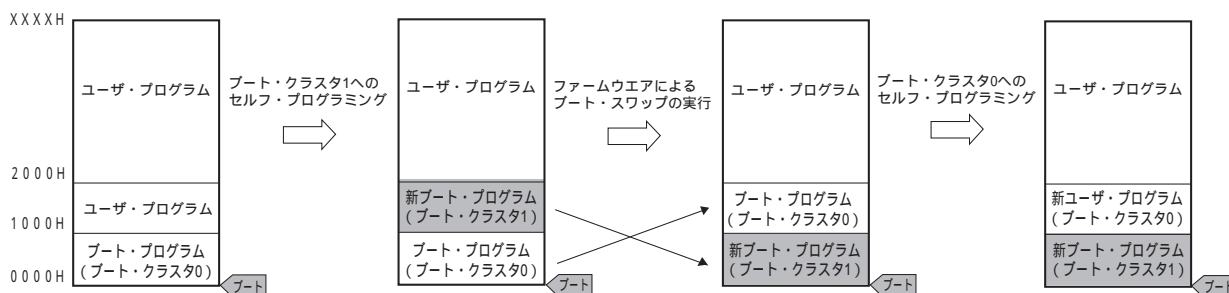 XXXXH
ユーザ・プログラム
2000H
ユーザ・プログラム
1000H
ブート・プログラム
(ブート・クラスタ0)
0000H
ブート
ブート・クラスタ1への
セルフ・プログラミング
ユーザ・プログラム
新ブート・プログラム
(ブート・クラスタ1)
ブート・プログラム
(ブート・クラスタ0)
ブート
ファームウエアによる
ブート・スワップの実行
ユーザ・プログラム
ブート・プログラム
(ブート・クラスタ0)
新ブート・プログラム
(ブート・クラスタ1)
ブート
ブート・クラスタ0への
セルフ・プログラミング
ユーザ・プログラム
新ユーザ・プログラム
(ブート・クラスタ0)
新ブート・プログラム
(ブート・クラスタ1)
ブート